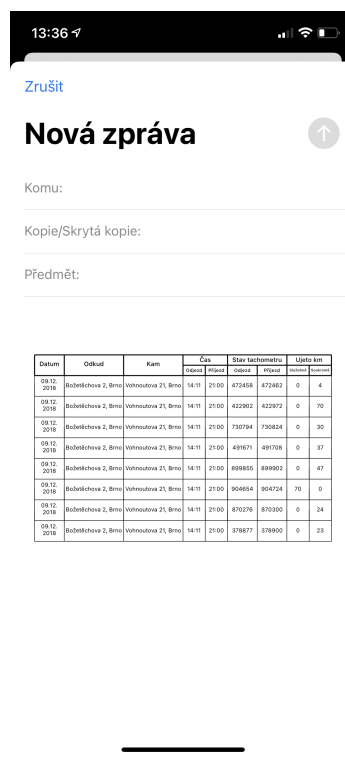 13:36
Zrušit
Nová zpráva
Komu:
Kopie/Skrytá kopie:
Předmět:
Datum Odkud Kam Čas Stav tachometru Ujeto km
Odjezd Příjezd Odjezd Příjezd Služebně Soukromě
09.12. 2018 Božetěchova 2, Brno Vohnoutova 21, Brno 14:11 21:00 472458 472462 0 4
09.12. 2018 Božetěchova 2, Brno Vohnoutova 21, Brno 14:11 21:00 422902 422972 0 70
09.12. 2018 Božetěchova 2, Brno Vohnoutova 21, Brno 14:11 21:00 730794 730824 0 30
09.12. 2018 Božetěchova 2, Brno Vohnoutova 21, Brno 14:11 21:00 491671 491708 0 37
09.12. 2018 Božetěchova 2, Brno Vohnoutova 21, Brno 14:11 21:00 899855 899902 0 47
09.12. 2018 Božetěchova 2, Brno Vohnoutova 21, Brno 14:11 21:00 904654 904724 70 0
09.12. 2018 Božetěchova 2, Brno Vohnoutova 21, Brno 14:11 21:00 870276 870300 0 24
09.12. 2018 Božetěchova 2, Brno Vohnoutova 21, Brno 14:11 21:00 378877 378900 0 23